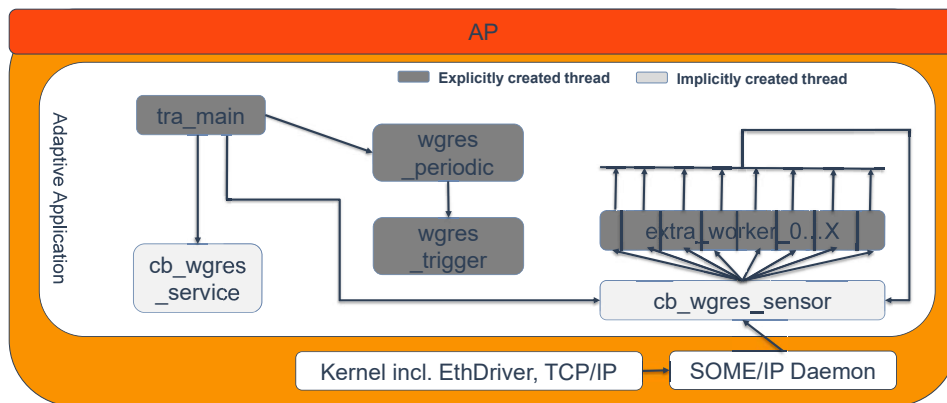 AP
Explicitly created thread
Implicitly created thread
Adaptive Application
tra_main
wgres
_periodic
wgres
_trigger
extra_worker_0...X
cb_wgres
_service
cb_wgres_sensor
Kernel incl. EthDriver, TCP/IP
SOME/IP Daemon